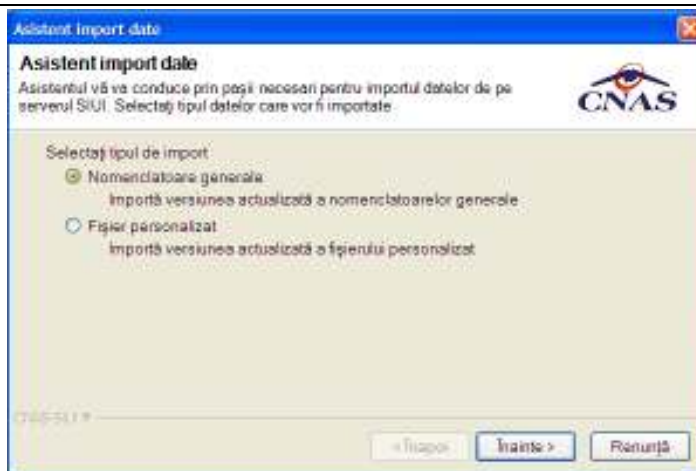 Asistent import date
Asistent import date
Asistentul vă va conduce prin pașii necesari pentru importul datelor de pe
serverul SIUI. Selectați tipul datelor care vor fi importate
CNAS
Selectați tipul de import
Nomenclatoare generale
Importă versiunea actualizată a nomenclatoarelor generale
Fișier personalizat
Importă versiunea actualizată a fișierului personalizat
< Înapoi
Înainte >
Renunță